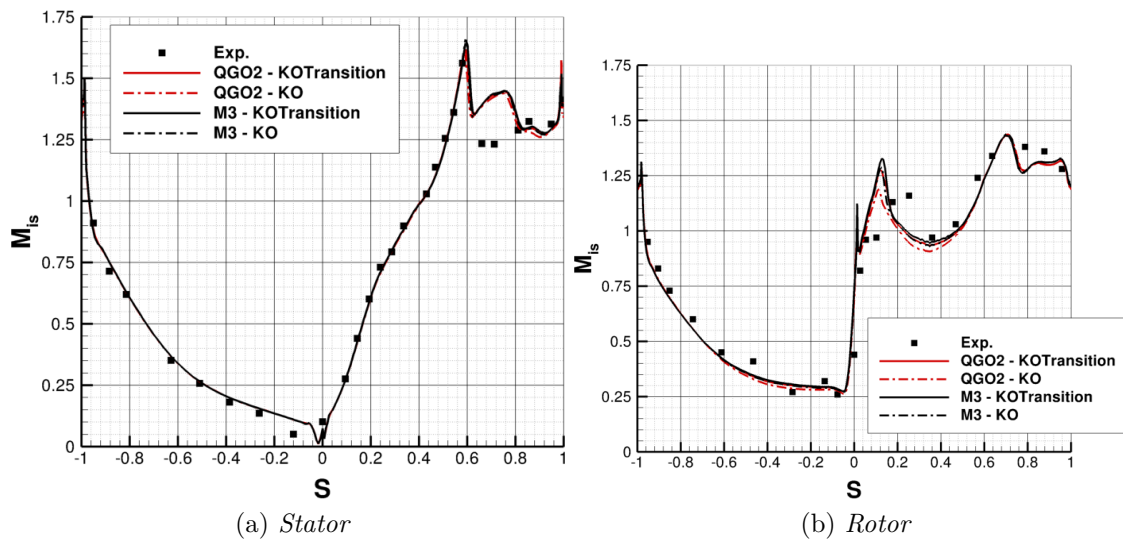 1.75
1.5
1.25
1
0.75
0.5
0.25
0
M_is
Exp.
QGO2 - KOTransition
QGO2 - KO
M3 - KOTransition
M3 - KO
-1 -0.8 -0.6 -0.4 -0.2 0 0.2 0.4 0.6 0.8 1
S
(a) Stator
1.75
1.5
1.25
1
0.75
0.5
0.25
0
M_is
Exp.
QGO2 - KOTransition
QGO2 - KO
M3 - KOTransition
M3 - KO
-1 -0.8 -0.6 -0.4 -0.2 0 0.2 0.4 0.6 0.8 1
S
(b) Rotor